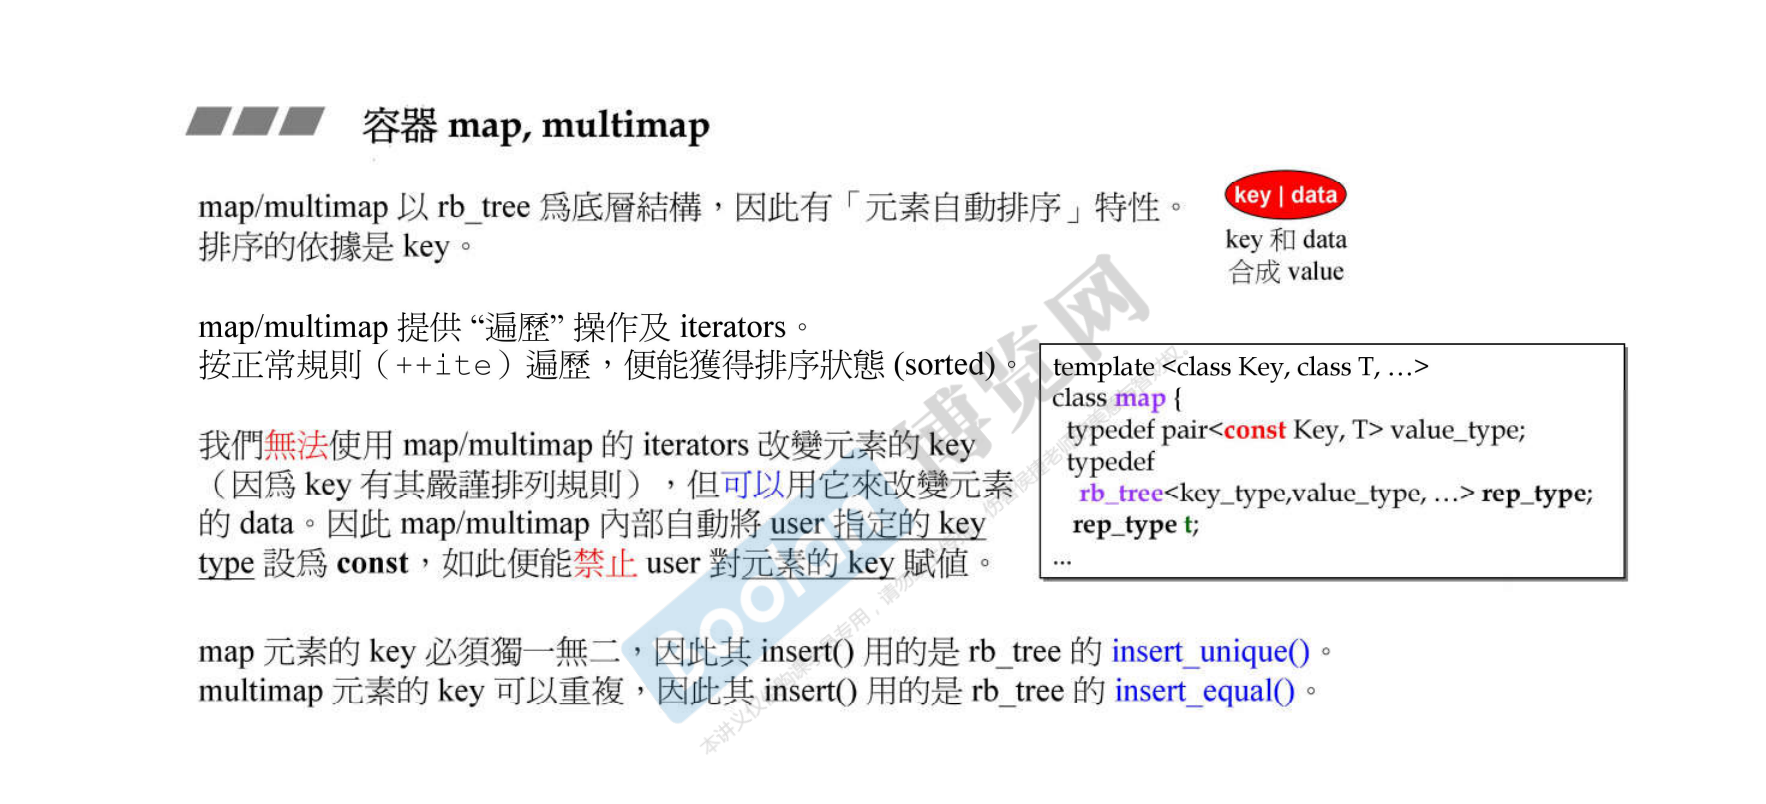 容器 map, multimap
map/multimap 以 rb_tree 爲底層結構，因此有「元素自動排序」特性。
排序的依據是 key。
key | data
key 和 data
合成 value
map/multimap 提供 “遍歷” 操作及 iterators。
按正常規則（++ite）遍歷，便能獲得排序狀態 (sorted)。
我們無法使用 map/multimap 的 iterators 改變元素的 key
（因爲 key 有其嚴謹排列規則），但可以用它來改變元素
的 data。因此 map/multimap 內部自動將 user 指定的 key
type 設爲 const，如此便能禁止 user 對元素的 key 賦值。
template <class Key, class T, …>
class map {
typedef pair<const Key, T> value_type;
typedef
rb_tree<key_type,value_type, …> rep_type;
rep_type t;
...
map 元素的 key 必須獨一無二，因此其 insert() 用的是 rb_tree 的 insert_unique()。
multimap 元素的 key 可以重複，因此其 insert() 用的是 rb_tree 的 insert_equal()。
Boolan
博览网